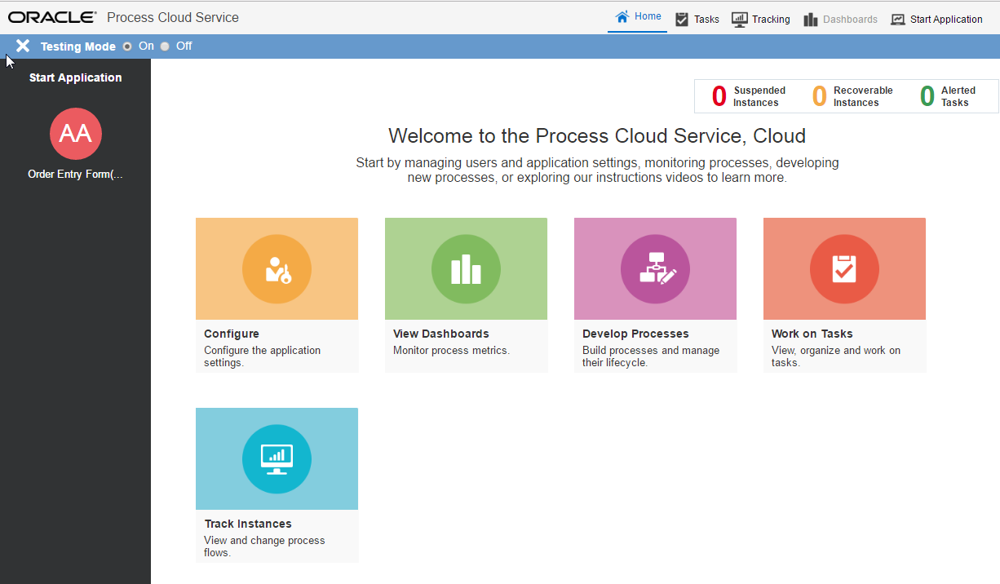 ORACLE® Process Cloud Service
Home
Tasks
Tracking
Dashboards
Start Application
Testing Mode On Off
Start Application
AA
Order Entry Form(...
0 Suspended Instances
0 Recoverable Instances
0 Alerted Tasks
Welcome to the Process Cloud Service, Cloud
Start by managing users and application settings, monitoring processes, developing
new processes, or exploring our instructions videos to learn more.
Configure
Configure the application
settings.
View Dashboards
Monitor process metrics.
Develop Processes
Build processes and manage
their lifecycle.
Work on Tasks
View, organize and work on
tasks.
Track Instances
View and change process
flows.